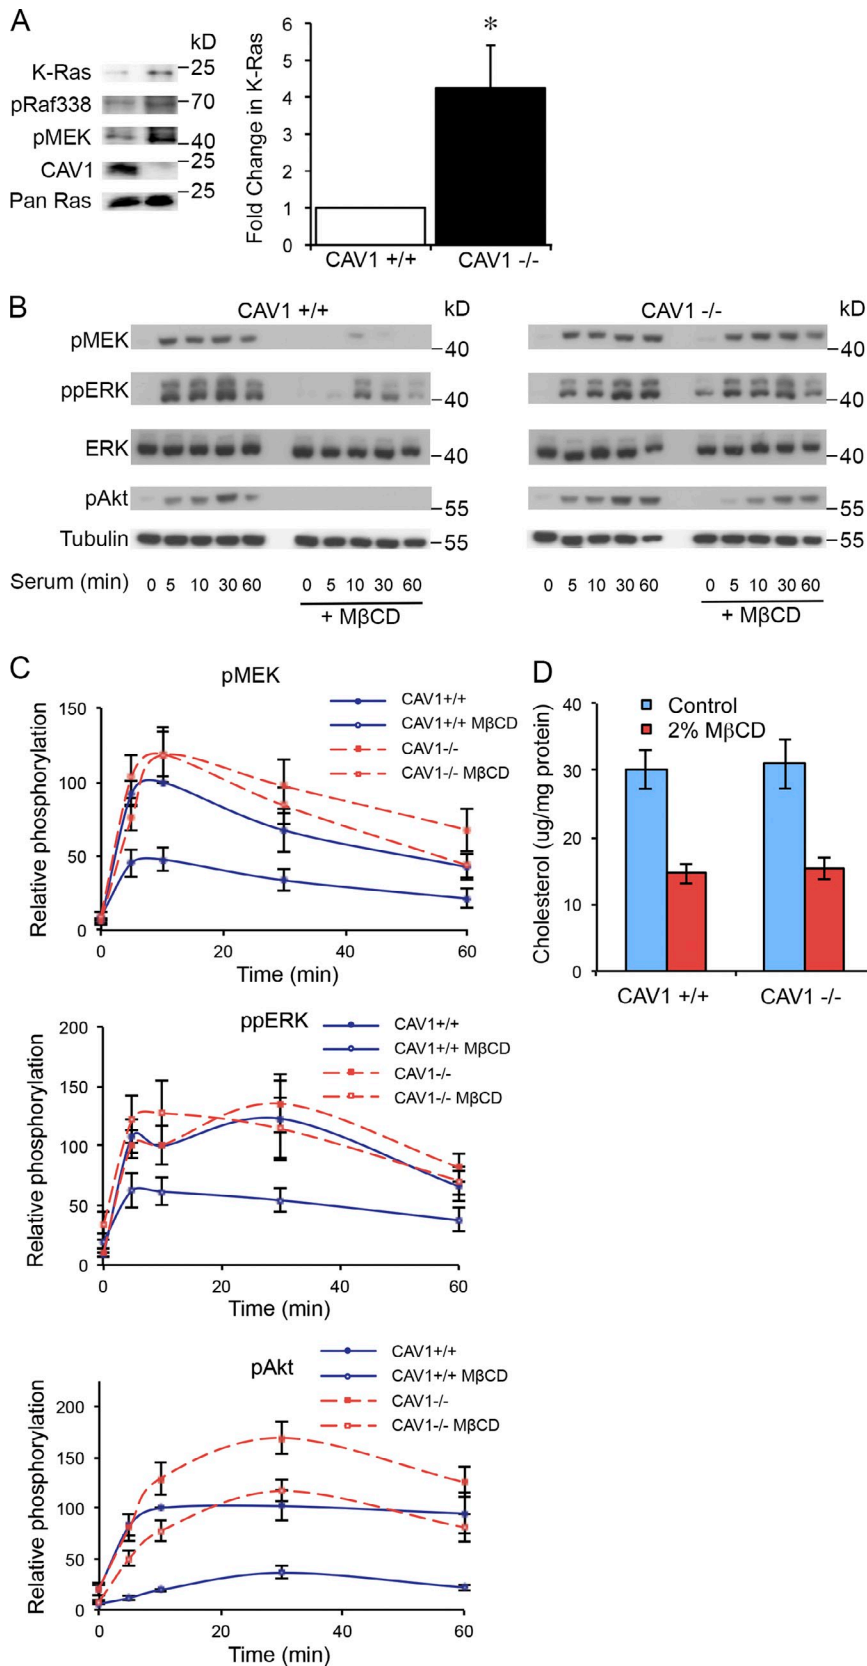 A
kD
K-Ras
–25
pRaf338
–70
pMEK
–40
CAV1
–25
–25
Pan Ras
Fold Change in K-Ras
6
5
4
3
2
1
0
*
CAV1 +/+
CAV1 -/-
B
CAV1 +/+
kD
CAV1 -/-
kD
pMEK
–40
–40
ppERK
–40
–40
ERK
–40
–40
pAkt
–55
–55
Tubulin
–55
–55
Serum (min)
0 5 10 30 60
0 5 10 30 60
0 5 10 30 60
0 5 10 30 60
+ MβCD
+ MβCD
C
pMEK
CAV1+/+
CAV1+/+ MβCD
CAV1-/-
CAV1-/- MβCD
Relative phosphorylation
150
100
50
0
0 20 40 60
Time (min)
ppERK
CAV1+/+
CAV1+/+ MβCD
CAV1-/-
CAV1-/- MβCD
Relative phosphorylation
200
150
100
50
0
0 20 40 60
Time (min)
pAkt
CAV1+/+
CAV1+/+ MβCD
CAV1-/-
CAV1-/- MβCD
Relative phosphorylation
200
150
100
50
0
0 20 40 60
Time (min)
D
Control
2% MβCD
Cholesterol (ug/mg protein)
40
30
20
10
0
CAV1 +/+
CAV1 -/-